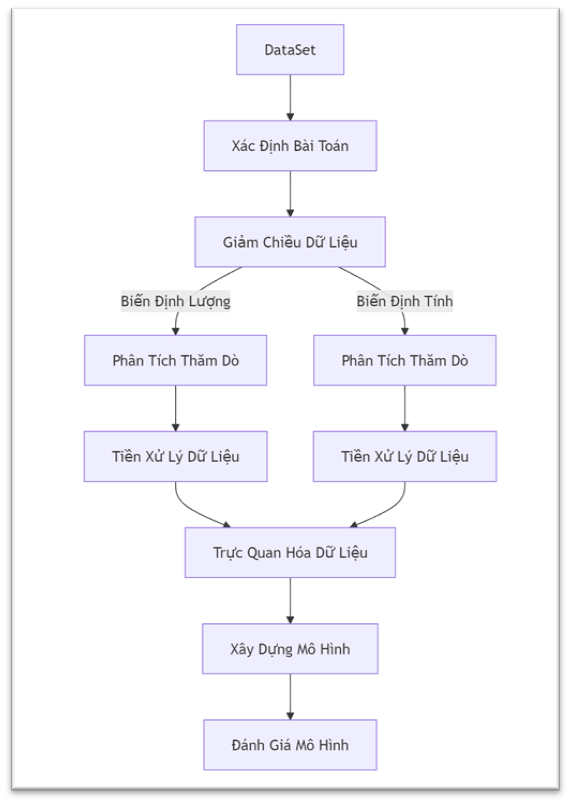 DataSet
Xác Định Bài Toán
Giảm Chiều Dữ Liệu
Biến Định Lượng
Biến Định Tính
Phân Tích Thăm Dò
Phân Tích Thăm Dò
Tiền Xử Lý Dữ Liệu
Tiền Xử Lý Dữ Liệu
Trực Quan Hóa Dữ Liệu
Xây Dựng Mô Hình
Đánh Giá Mô Hình